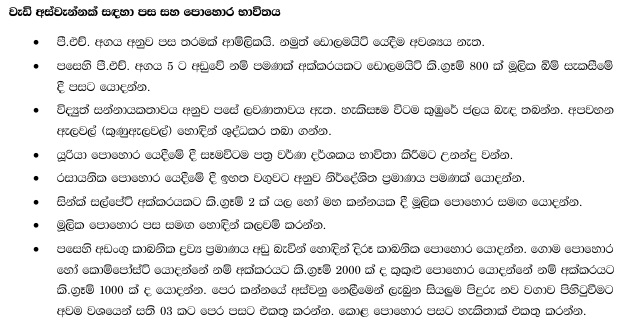 වැඩි අස්වැන්නක් සඳහා පස සහ පොහොර භාවිතය
• පී.එච්. අගය අනුව පස තරමක් ආම්ලිකයි. නමුත් ඩොලමයිට් යෙදීම අවශ්‍යය නැත.
• පසෙහි පී.එච්. අගය 5 ට අඩුවේ නම් පමණක් අක්කරයකට ඩොලමයිට් කි.ග්‍රෑම් 800 ක් මූලික බිම් සැකසීමේ
දී පසට යොදන්න.
• විද්‍යුත් සන්නායකතාවය අනුව පසේ ලවණතාවය ඇත. හැකිසෑම විටම කුඹුරේ ජලය බැඳ තබන්න. අපවහන
ඇලවල් (කුණුඇලවල්) හොඳින් ශුද්ධකර තබා ගන්න.
• යූරියා පොහොර යෙදීමේ දී සෑමවිටම පත්‍ර වර්ණ දර්ශකය භාවිතා කිරීමට උනන්දු වන්න.
• රසායනික පොහොර යෙදීමේ දී ඉහත වගුවට අනුව නිර්දේශිත ප්‍රමාණය පමණක් යොදන්න.
• සින්ක් සල්පේට් අක්කරයකට කි.ග්‍රෑම් 2 ක් යල හෝ මහ කන්නයක දී මූලික පොහොර සමඟ යොදන්න.
• මූලික පොහොර පස සමඟ හොඳින් කලවම් කරන්න.
• පසෙහි අඩංගු කාබනික ද්‍රව්‍ය ප්‍රමාණය අඩු බැවින් හොඳින් දිරූ කාබනික පොහොර යොදන්න. ගොම පොහොර
හෝ කොම්පෝස්ට් යොදන්නේ නම් අක්කරයට කි.ග්‍රෑම් 2000 ක් ද කුකුළු පොහොර යොදන්නේ නම් අක්කරයට
කි.ග්‍රෑම් 1000 ක් ද යොදන්න. පෙර කන්නයේ අස්වනු නෙලීමෙන් ලැබුන සියලුම පිදුරු නව වගාව පිහිටුවීමට
අවම වශයෙන් සති 03 කට පෙර පසට එකතු කරන්න. කොළ පොහොර පසට හැකිතාක් එකතු කරන්න.